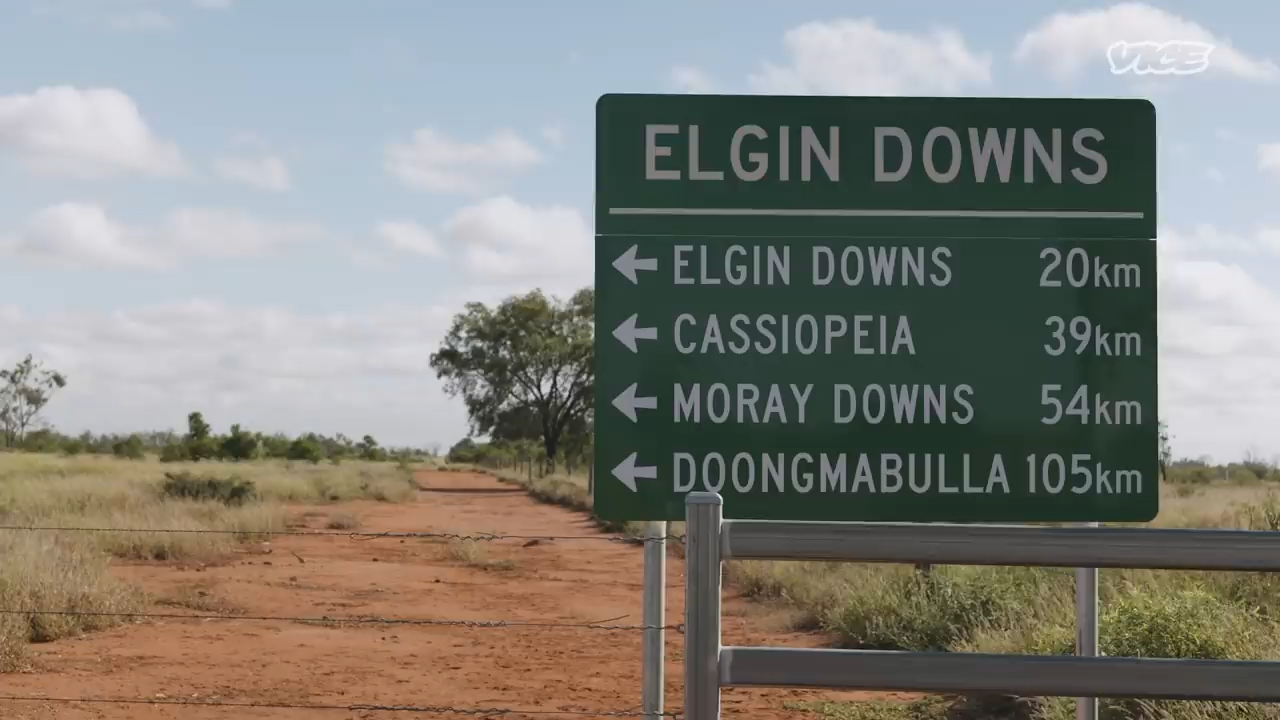 VICE
ELGIN DOWNS
ELGIN DOWNS 20km
CASSIOPEIA 39km
MORAY DOWNS 54km
DOONGMABULLA 105km